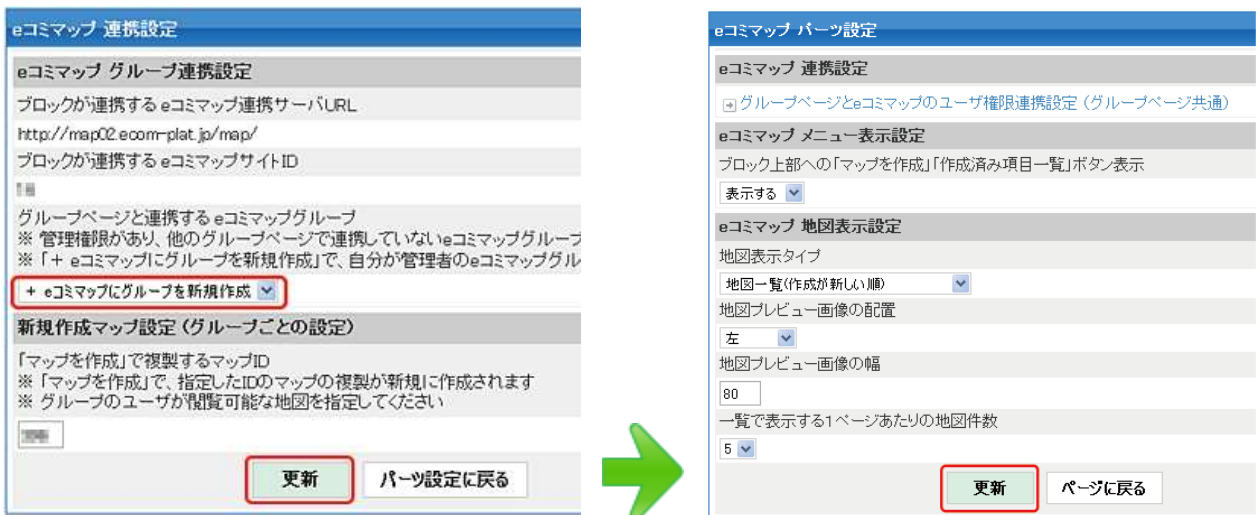 eコミマップ 連携設定
eコミマップ グループ連携設定
ブロックが連携するeコミマップ連携サーバURL
http://map02.ecom-plat.jp/map/
ブロックが連携するeコミマップサイトID
グループページと連携するeコミマップグループ
※ 管理権限があり、他のグループページで連携していないeコミマップグループ
※「+ eコミマップにグループを新規作成」で、自分が管理者のeコミマップグル
+ eコミマップにグループを新規作成
新規作成マップ設定(グループごとの設定)
「マップを作成」で複製するマップID
※「マップを作成」で、指定したIDのマップの複製が新規に作成されます
※ グループのユーザが閲覧可能な地図を指定してください
更新 パーツ設定に戻る
eコミマップ パーツ設定
eコミマップ 連携設定
グループページとeコミマップのユーザ権限連携設定(グループページ共通)
eコミマップ メニュー表示設定
ブロック上部への「マップを作成」「作成済み項目一覧」ボタン表示
表示する
eコミマップ 地図表示設定
地図表示タイプ
地図一覧(作成が新しい順)
地図プレビュー画像の配置
左
地図プレビュー画像の幅
80
一覧で表示する1ページあたりの地図件数
5
更新 ページに戻る